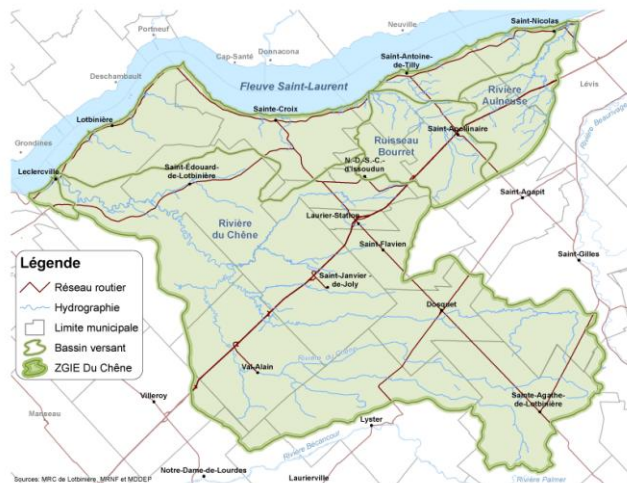 Portneuf
Neuville
Saint-Nicolas
Donnacona
Cap-Santé
Saint-Antoine-
de-Tilly
Deschambault
Fleuve Saint-Laurent
Rivière
Aulneuse
Lévis
Lotbinière
Sainte-Croix
Saint-Apollinaire
Rivière Beaurivage
Grondines
Ruisseau
Bourret
Leclercville
Saint-Édouard-
de-Lotbinière
N.-D.-S.-C.-
d'Issoudun
Saint-Agapit
Rivière
du Chêne
Laurier-Station
Saint-Flavien
Saint-Gilles
Légende
Réseau routier
Hydrographie
Limite municipale
Bassin versant
ZGIE Du Chêne
Saint-Janvier-
de-Joly
Dosquet
Rivière du Chêne
Val-Alain
Villeroy
Manseau
Sainte-Agathe-
de-Lotbinière
Lyster
Rivière Bécancour
Notre-Dame-de-Lourdes
Laurierville
Rivière Palmer
Sources: MRC de Lotbinière, MRNF et MDDEP